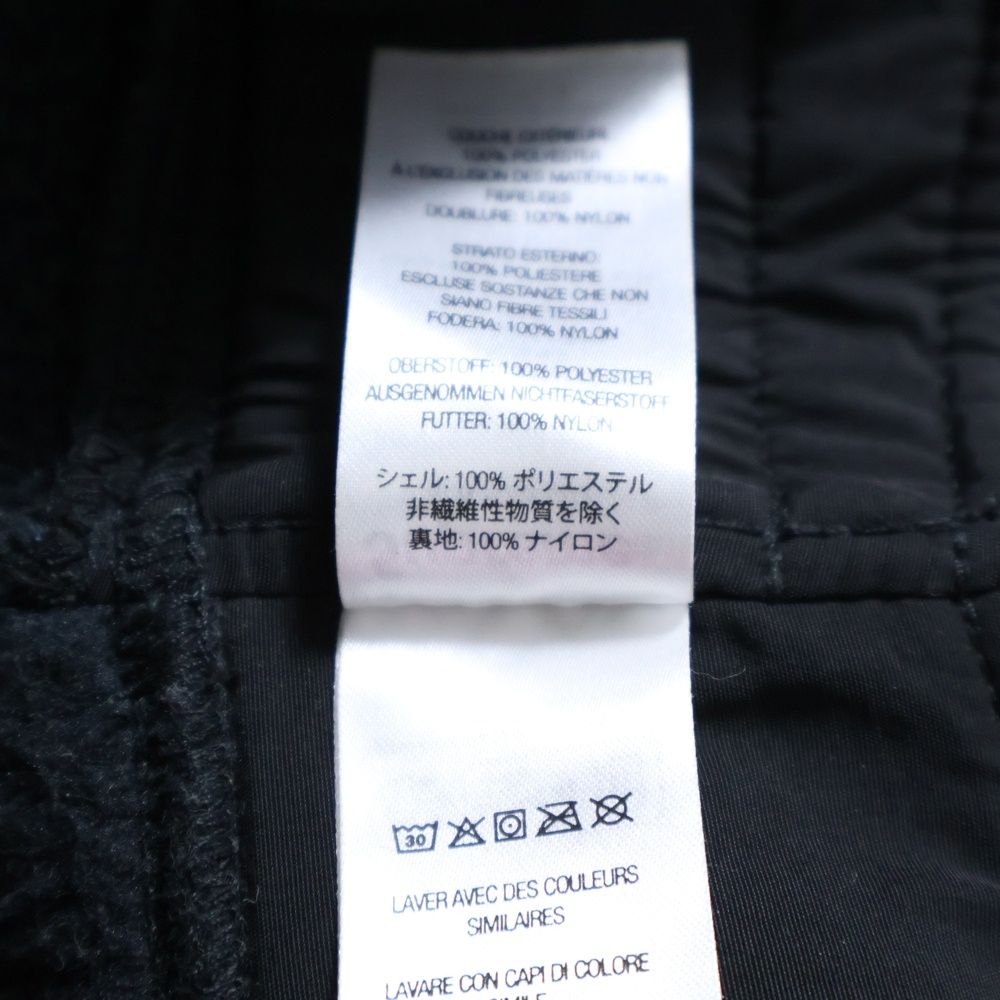 COUCHE EXTÉRIEURE:
100% POLYESTER
À L'EXCLUSION DES MATIÈRES NON
FIBREUSES
DOUBLURE: 100% NYLON
STRATO ESTERNO:
100% POLIESTERE
ESCLUSE SOSTANZE CHE NON
SIANO FIBRE TESSILI
FODERA: 100% NYLON
OBERSTOFF: 100% POLYESTER
AUSGENOMMEN NICHTFASERSTOFF
FUTTER: 100% NYLON
シェル: 100% ポリエステル
非繊維性物質を除く
裏地: 100% ナイロン
30
LAVER AVEC DES COULEURS
SIMILAIRES
LAVARE CON CAPI DI COLORE